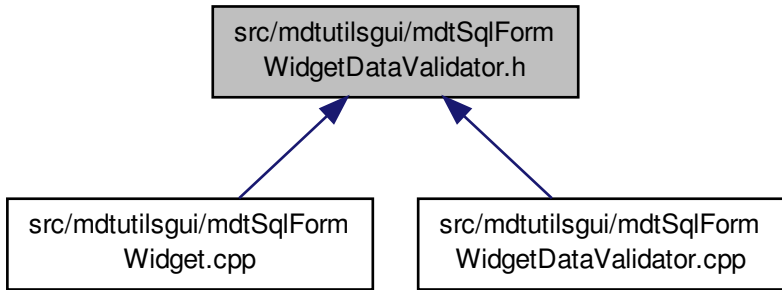 src/mdtutilsgui/mdtSqlForm
WidgetDataValidator.h
src/mdtutilsgui/mdtSqlForm
Widget.cpp
src/mdtutilsgui/mdtSqlForm
WidgetDataValidator.cpp